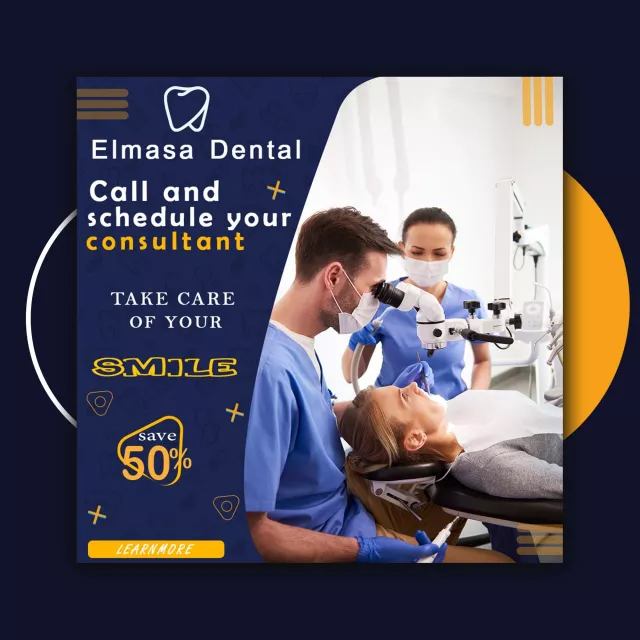 Elmasa Dental
Call and
schedule your
consultant
TAKE CARE
OF YOUR
SMILE
save
50%
LEARNMORE